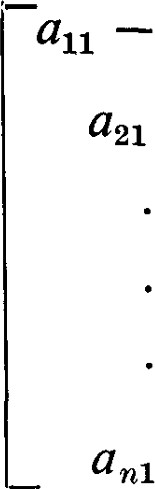 a₁₁ −
a₂₁
.
.
.
aₙ₁